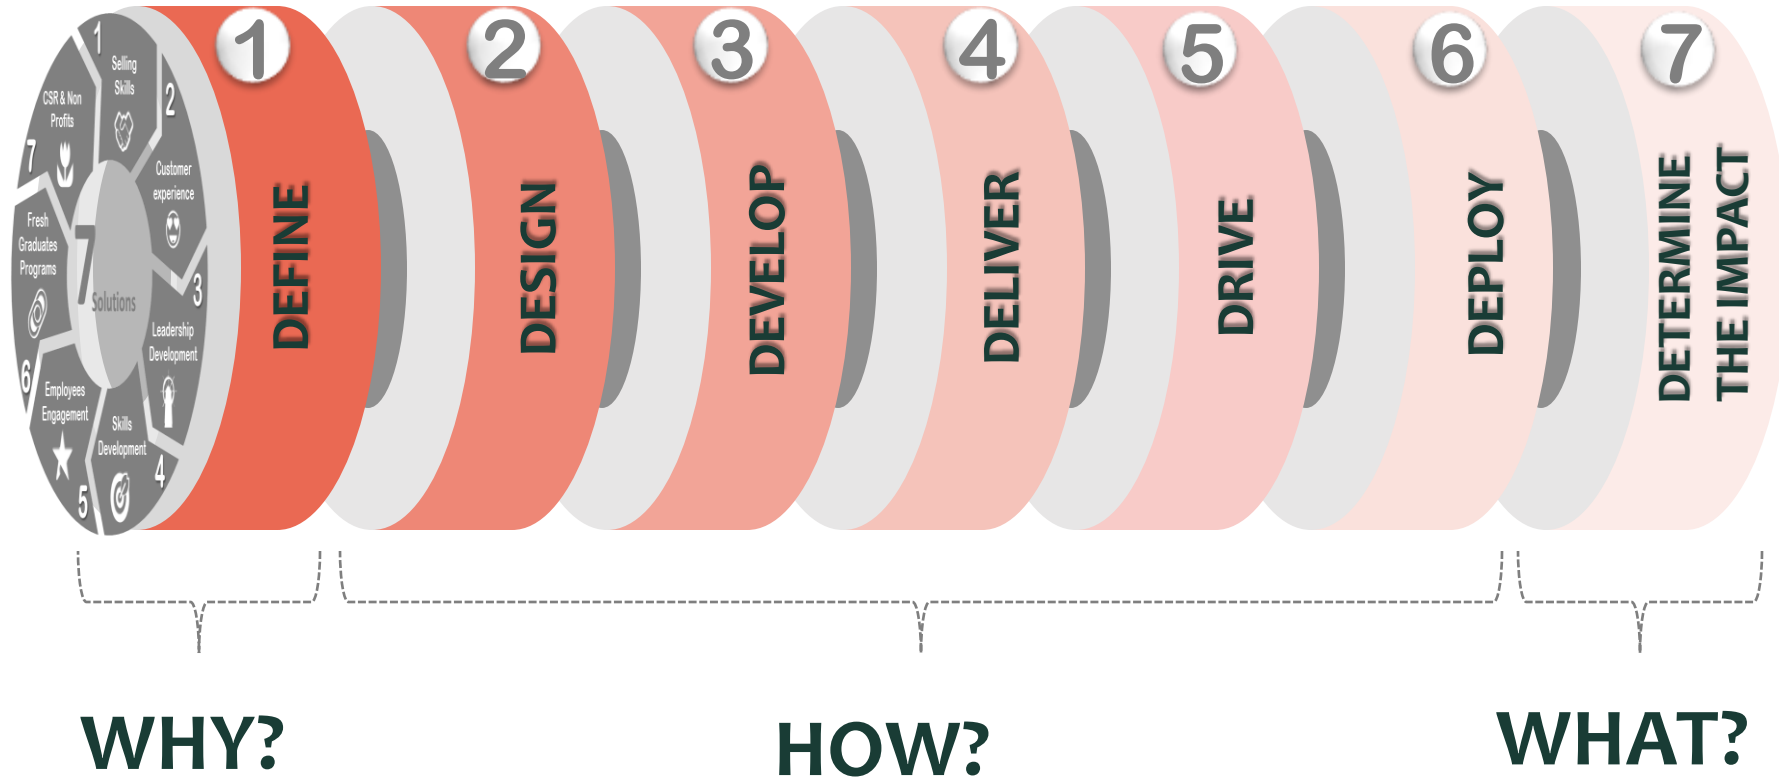 1
Selling
Skills
2
Customer
experience
3
Leadership
Development
4
Skills
Development
5
Employees
Engagement
6
Fresh
Graduates
Programs
7
CSR & Non
Profits
7
Solutions
1
DEFINE
2
DESIGN
3
DEVELOP
4
DELIVER
5
DRIVE
6
DEPLOY
7
DETERMINE
THE IMPACT
WHY?
HOW?
WHAT?